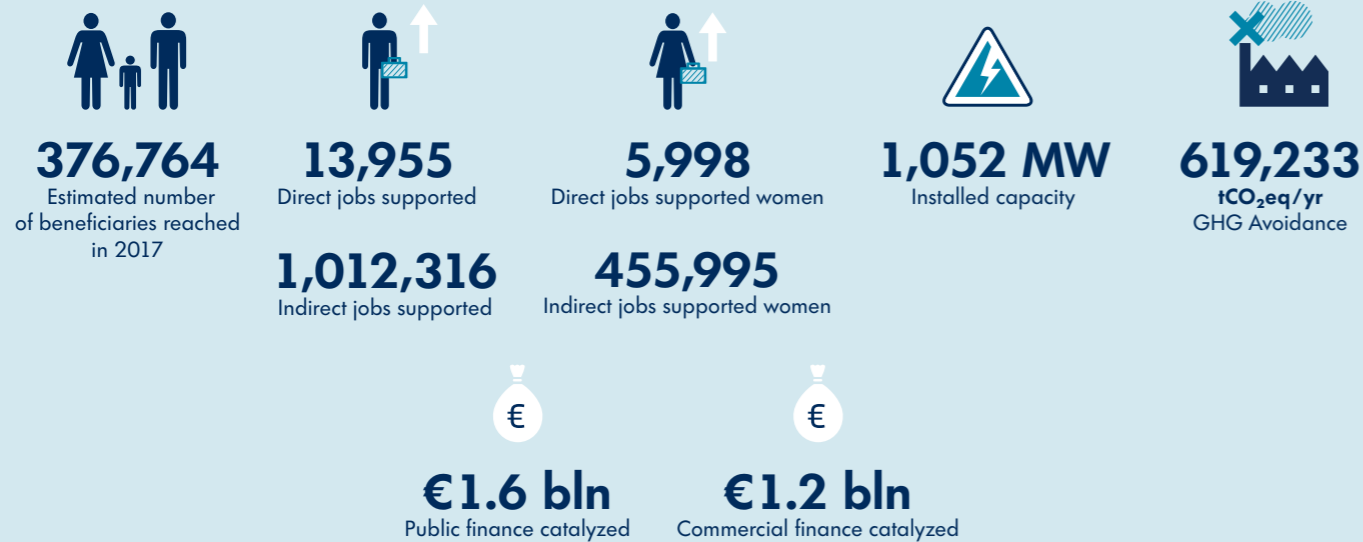 376,764
Estimated number
of beneficiaries reached
in 2017
13,955
Direct jobs supported
1,012,316
Indirect jobs supported
5,998
Direct jobs supported women
455,995
Indirect jobs supported women
1,052 MW
Installed capacity
619,233
tCO₂eq/yr
GHG Avoidance
€
€1.6 bln
Public finance catalyzed
€
€1.2 bln
Commercial finance catalyzed